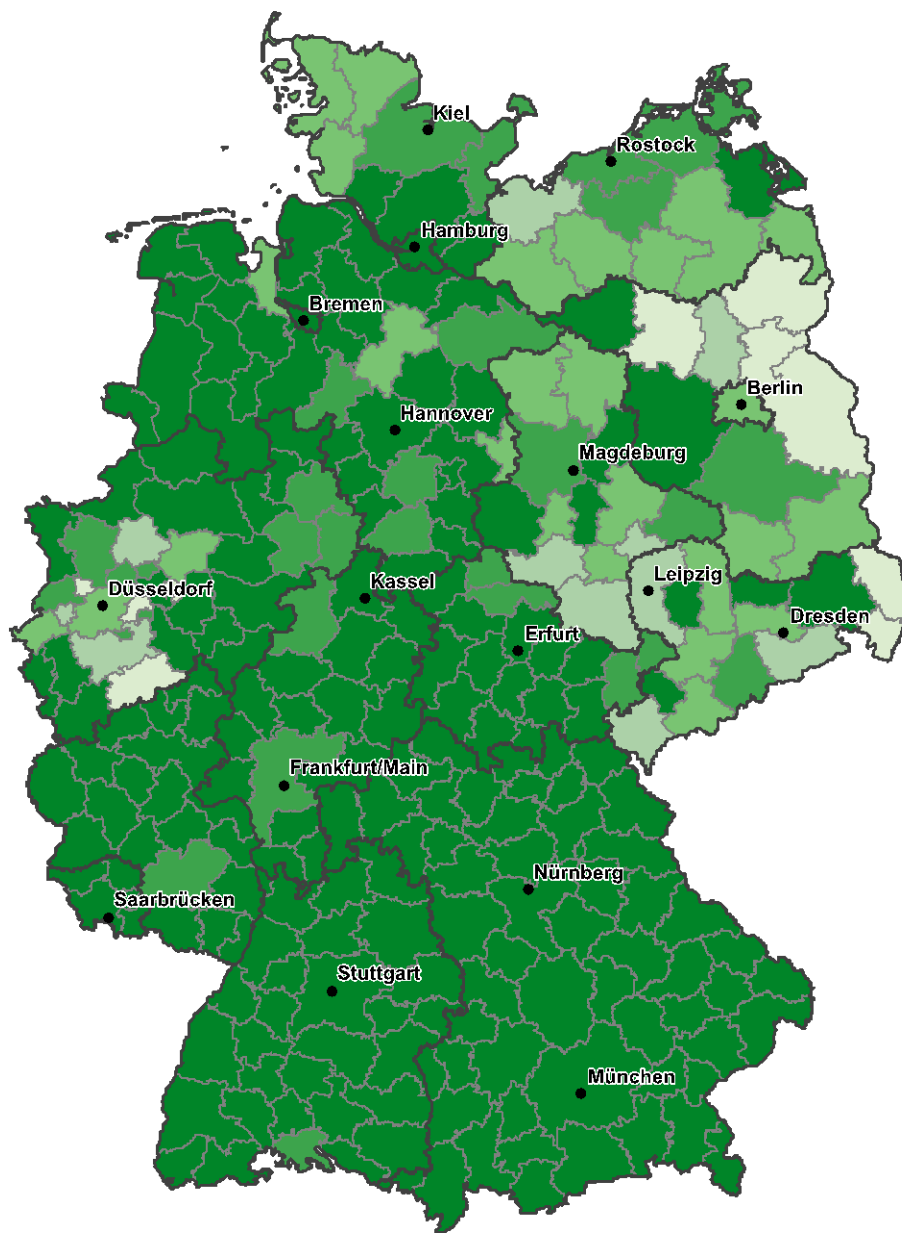 Kiel
Rostock
Hamburg
Bremen
Berlin
Hannover
Magdeburg
Düsseldorf
Kassel
Leipzig
Dresden
Erfurt
Frankfurt/Main
Nürnberg
Saarbrücken
Stuttgart
München